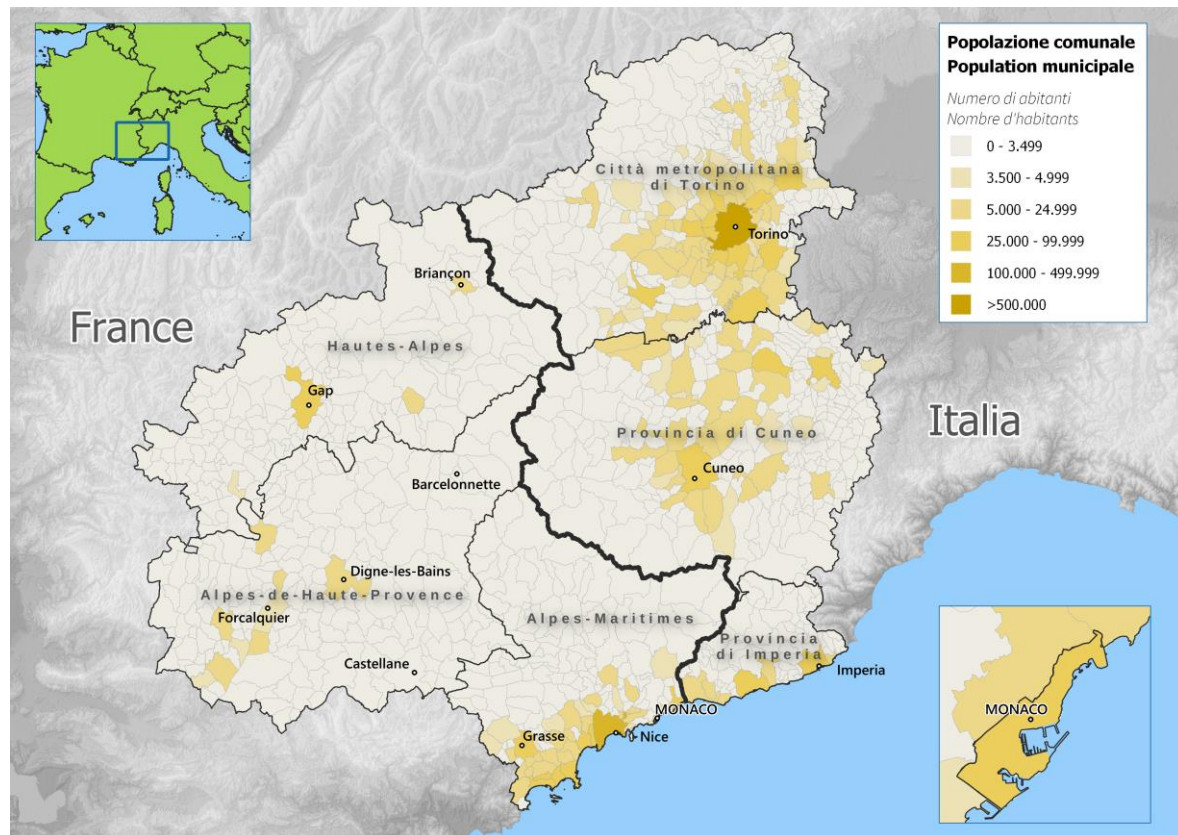 Popolazione comunale
Population municipale
Numero di abitanti
Nombre d'habitants
0 - 3.499
3.500 - 4.999
5.000 - 24.999
25.000 - 99.999
100.000 - 499.999
>500.000
Città metropolitana
di Torino
Torino
Briançon
France
Hautes-Alpes
Gap
Italia
Provincia di Cuneo
Cuneo
Barcelonnette
Digne-les-Bains
Alpes-de-Haute-Provence
Forcalquier
Alpes-Maritimes
Provincia
di Imperia
Castellane
Imperia
MONACO
Grasse
Nice
MONACO